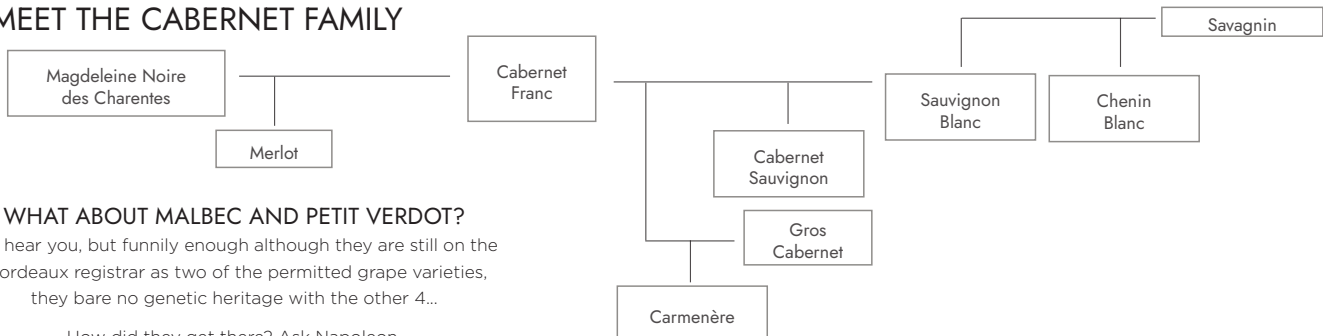 MEET THE CABERNET FAMILY
Savagnin
Magdeleine Noire
des Charentes
Cabernet
Franc
Sauvignon
Blanc
Chenin
Blanc
Merlot
Cabernet
Sauvignon
WHAT ABOUT MALBEC AND PETIT VERDOT?
hear you, but funnily enough although they are still on the
ordeaux registrar as two of the permitted grape varieties,
they bare no genetic heritage with the other 4...
Gros
Cabernet
Carmenère
How did they get there? Ask Napoleon